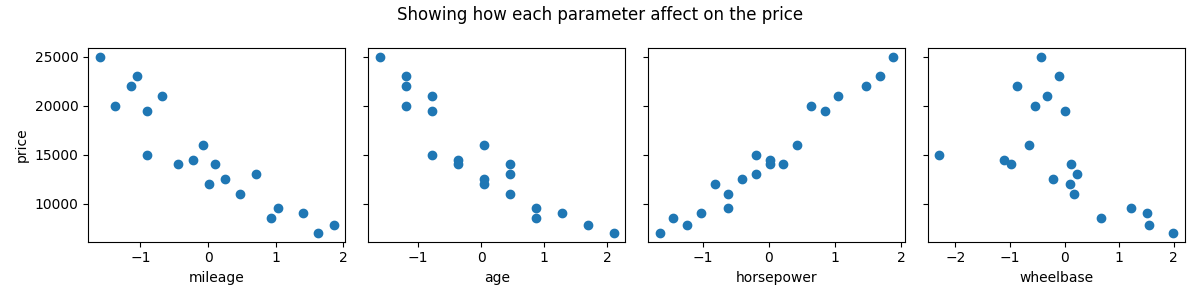 Showing how each parameter affect on the price
25000
20000
15000
10000
price
−1 0 1 2
mileage
−1 0 1 2
age
−1 0 1 2
horsepower
−2 −1 0 1 2
wheelbase